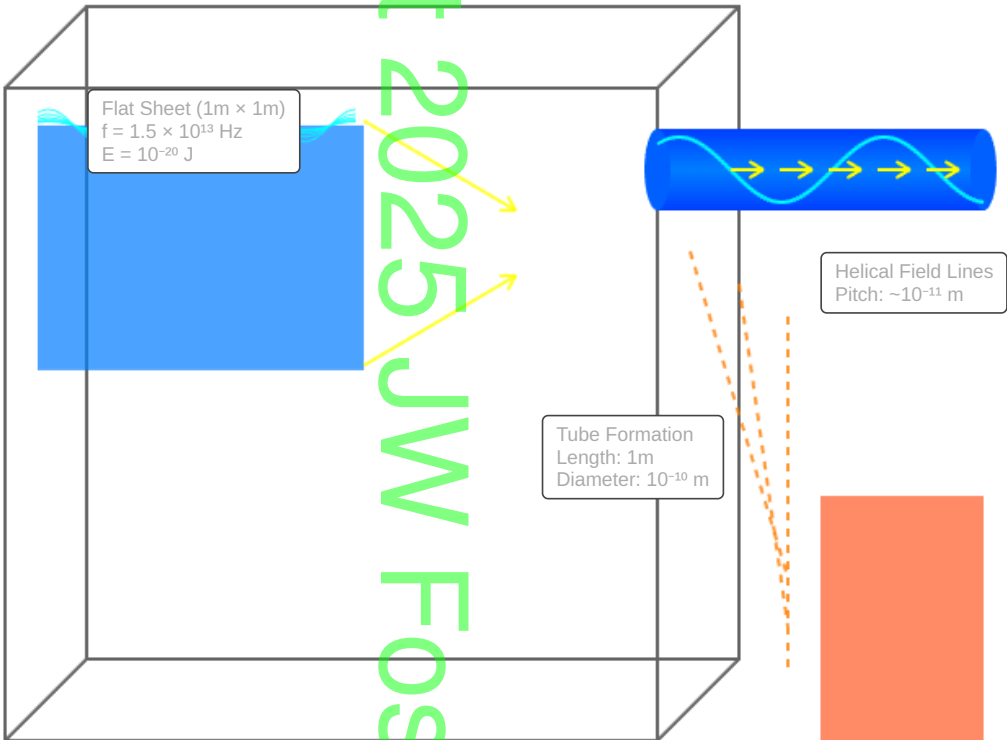 Flat Sheet (1m × 1m)
f = 1.5 × 10¹³ Hz
E = 10⁻²⁰ J
Helical Field Lines
Pitch: ~10⁻¹¹ m
Tube Formation
Length: 1m
Diameter: 10⁻¹⁰ m
2025 JW